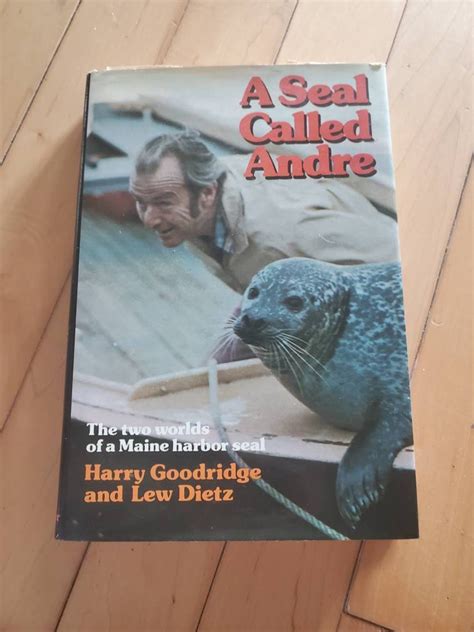 A Seal
Called
Andre
The two worlds
of a Maine harbor seal
Harry Goodridge
and Lew Dietz